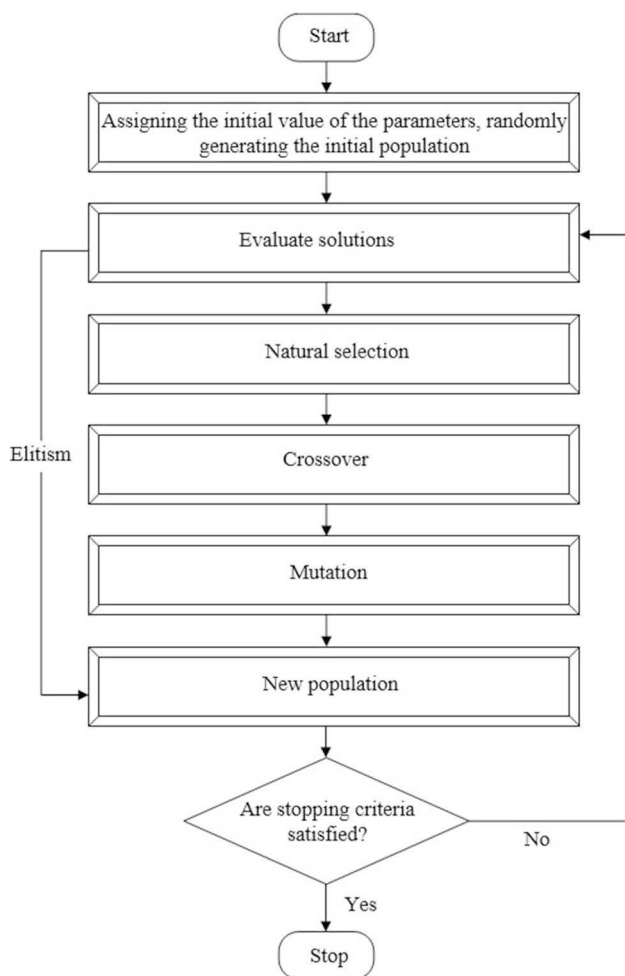 Start
Assigning the initial value of the parameters, randomly
generating the initial population
Evaluate solutions
Natural selection
Crossover
Elitism
Mutation
New population
Are stopping criteria
satisfied?
No
Yes
Stop